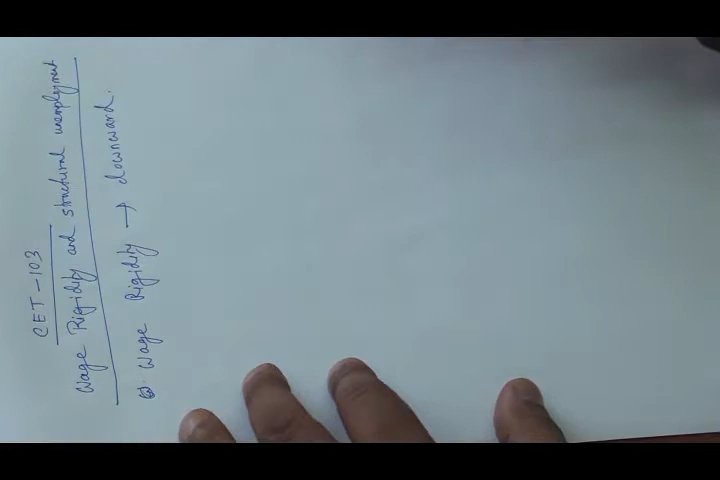 CET-103
Wage Rigidity and structural unemployment
Wage Rigidity → downward.